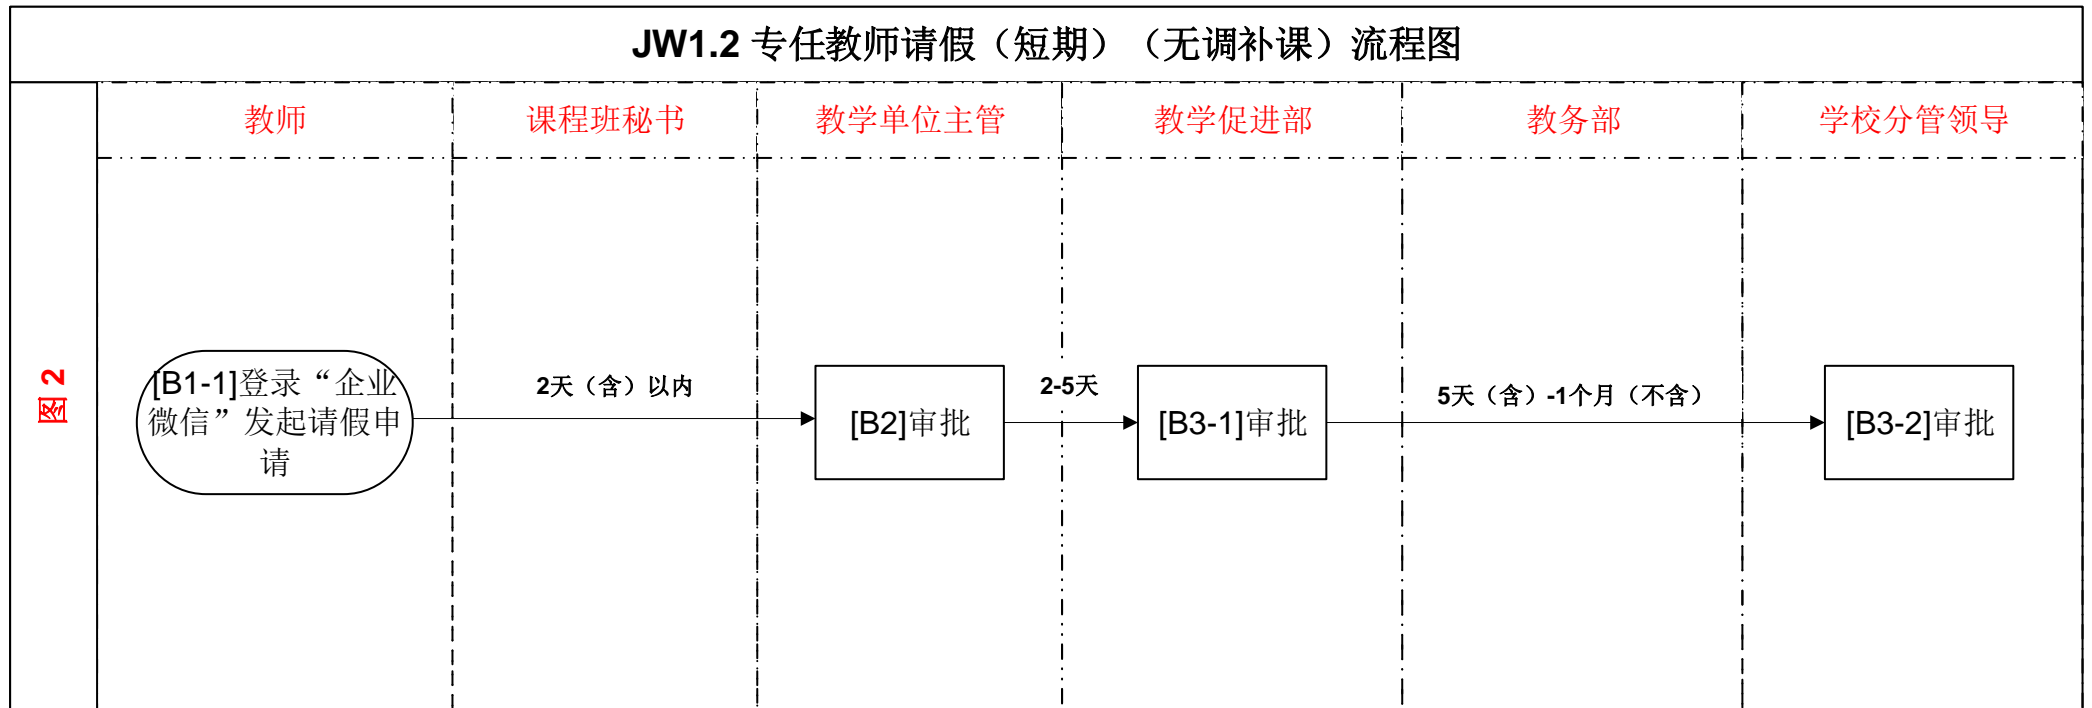 JW1.2 专任教师请假（短期）（无调补课）流程图
教师
课程班秘书
教学单位主管
教学促进部
教务部
学校分管领导
图 2
[B1-1]登录“企业
微信”发起请假申
请
2天（含）以内
[B2]审批
2-5天
[B3-1]审批
5天（含）-1个月（不含）
[B3-2]审批